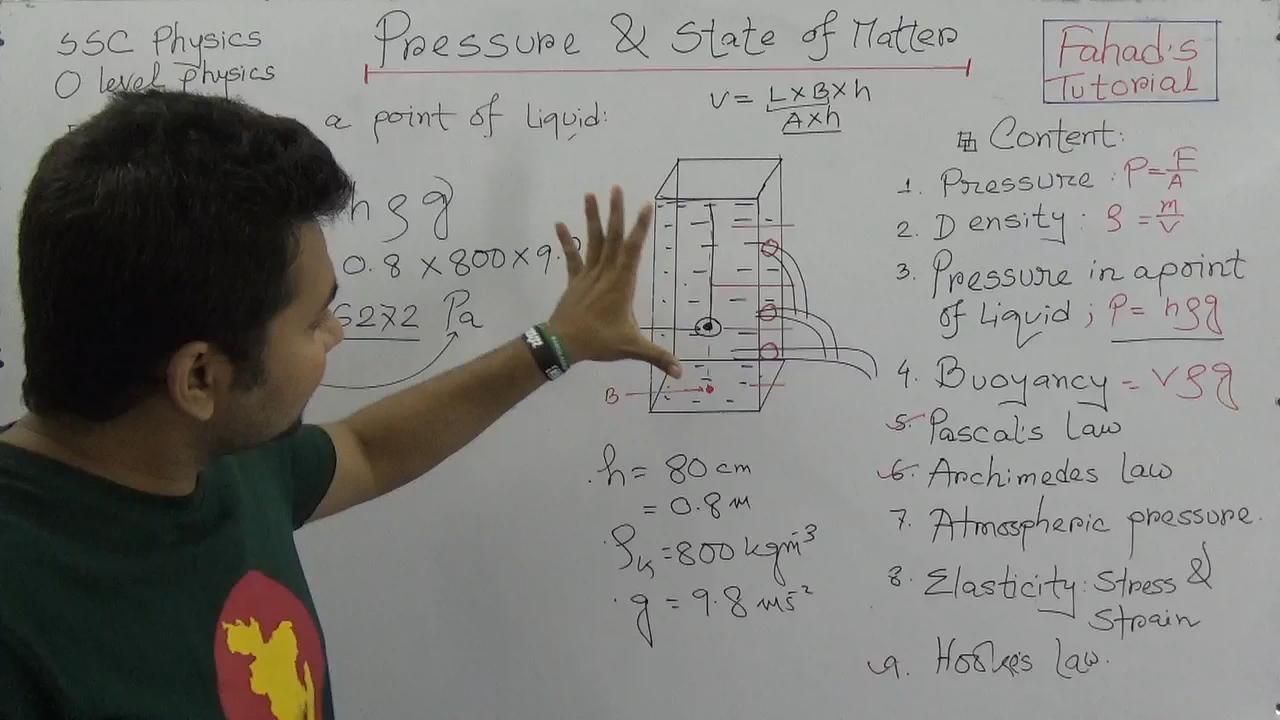 SSC Physics
O level physics
Pressure & State of Matter
Fahad's
Tutorial
a point of Liquid:
V = L×B×h
A×h
hρg
0.8 × 800 × 9.
6272 Pa
B
h = 80 cm
= 0.8 m
ρk = 800 kgm⁻³
g = 9.8 ms⁻²
Content:
1. Pressure : P = F/A
2. Density : ρ = m/V
3. Pressure in a point
of Liquid ; P = hρg
4. Buoyancy = Vρg
5. Pascal's Law
6. Archimedes Law
7. Atmospheric pressure.
8. Elasticity: Stress &
Strain
9. Hooke's Law.